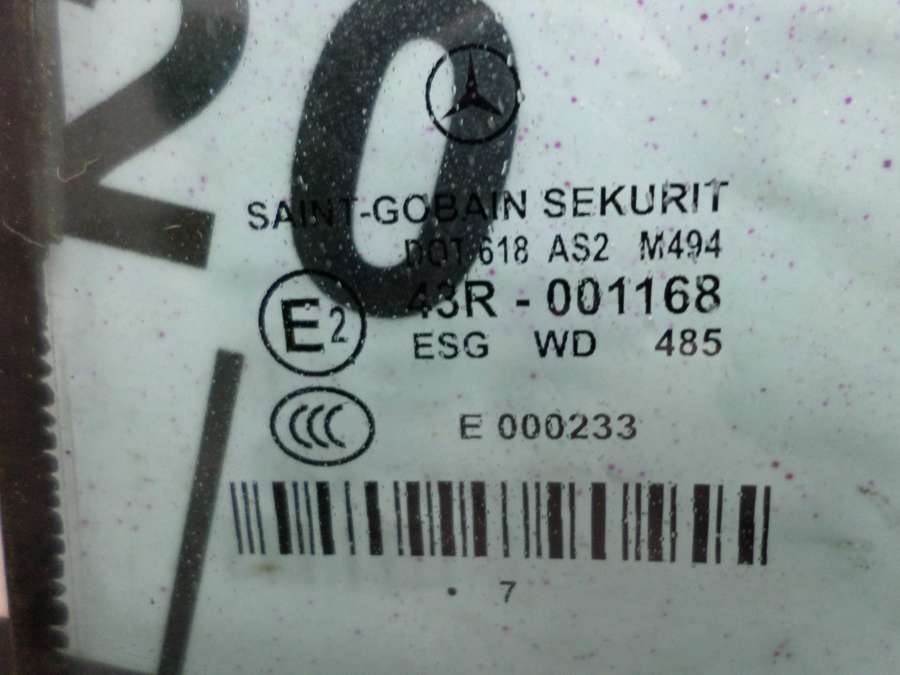 20
SAINT-GOBAIN SEKURIT
DOT 618 AS2 M494
E2 43R - 001168
ESG WD 485
CCC E 000233
. 7